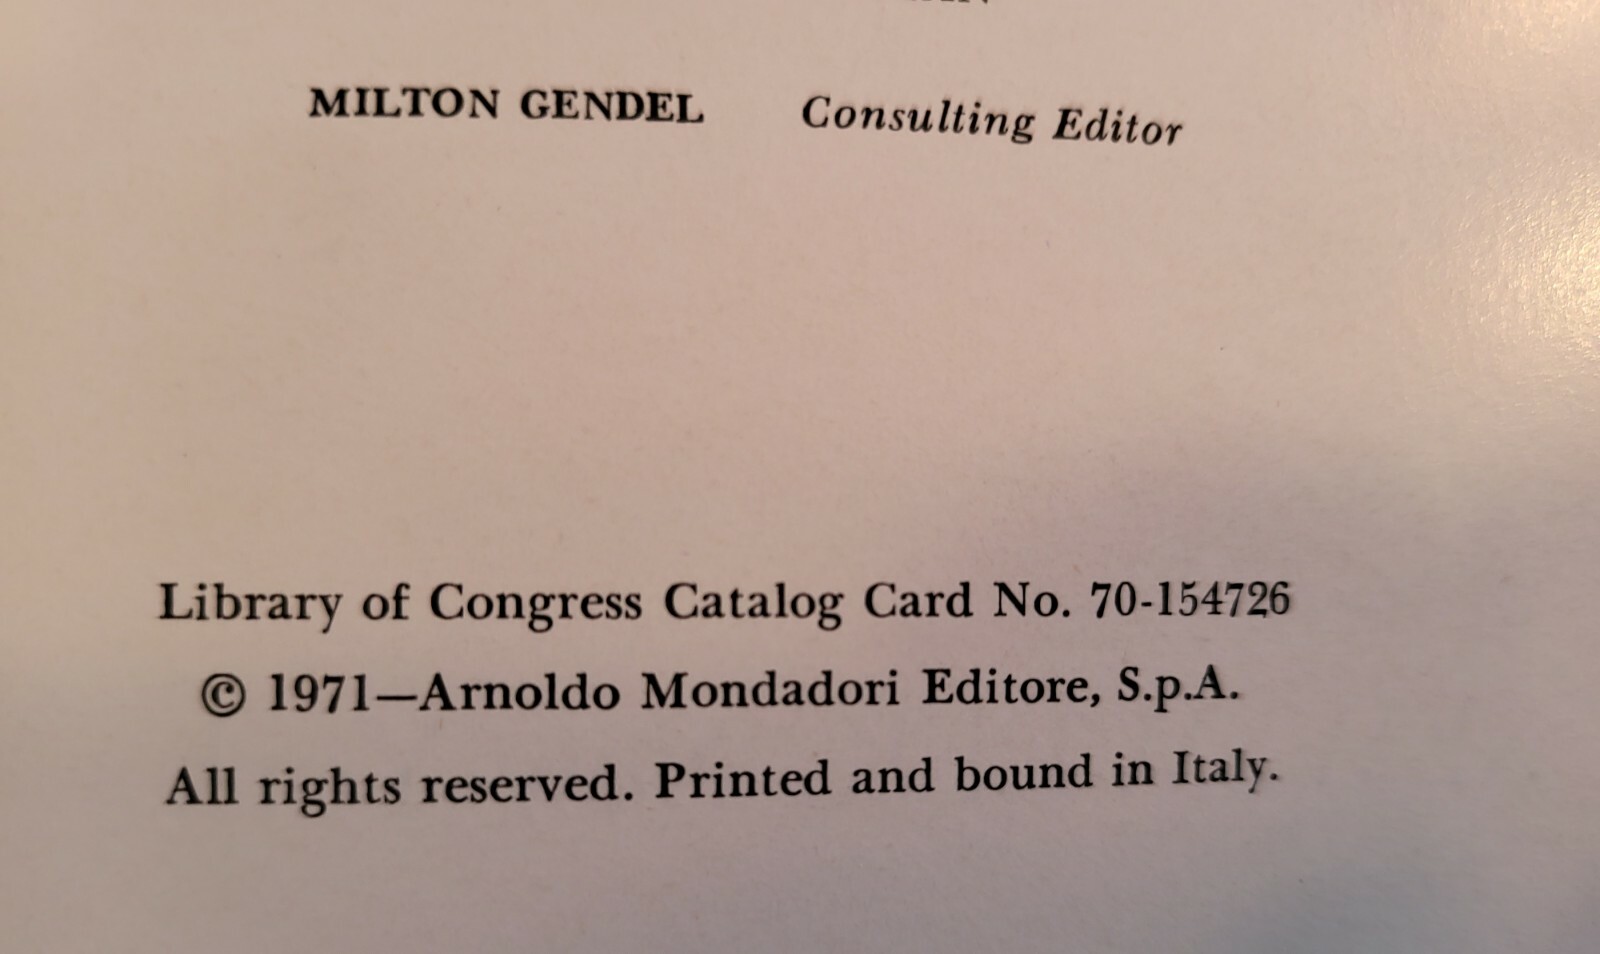 MILTON GENDEL Consulting Editor
Library of Congress Catalog Card No. 70-154726
© 1971—Arnoldo Mondadori Editore, S.p.A.
All rights reserved. Printed and bound in Italy.